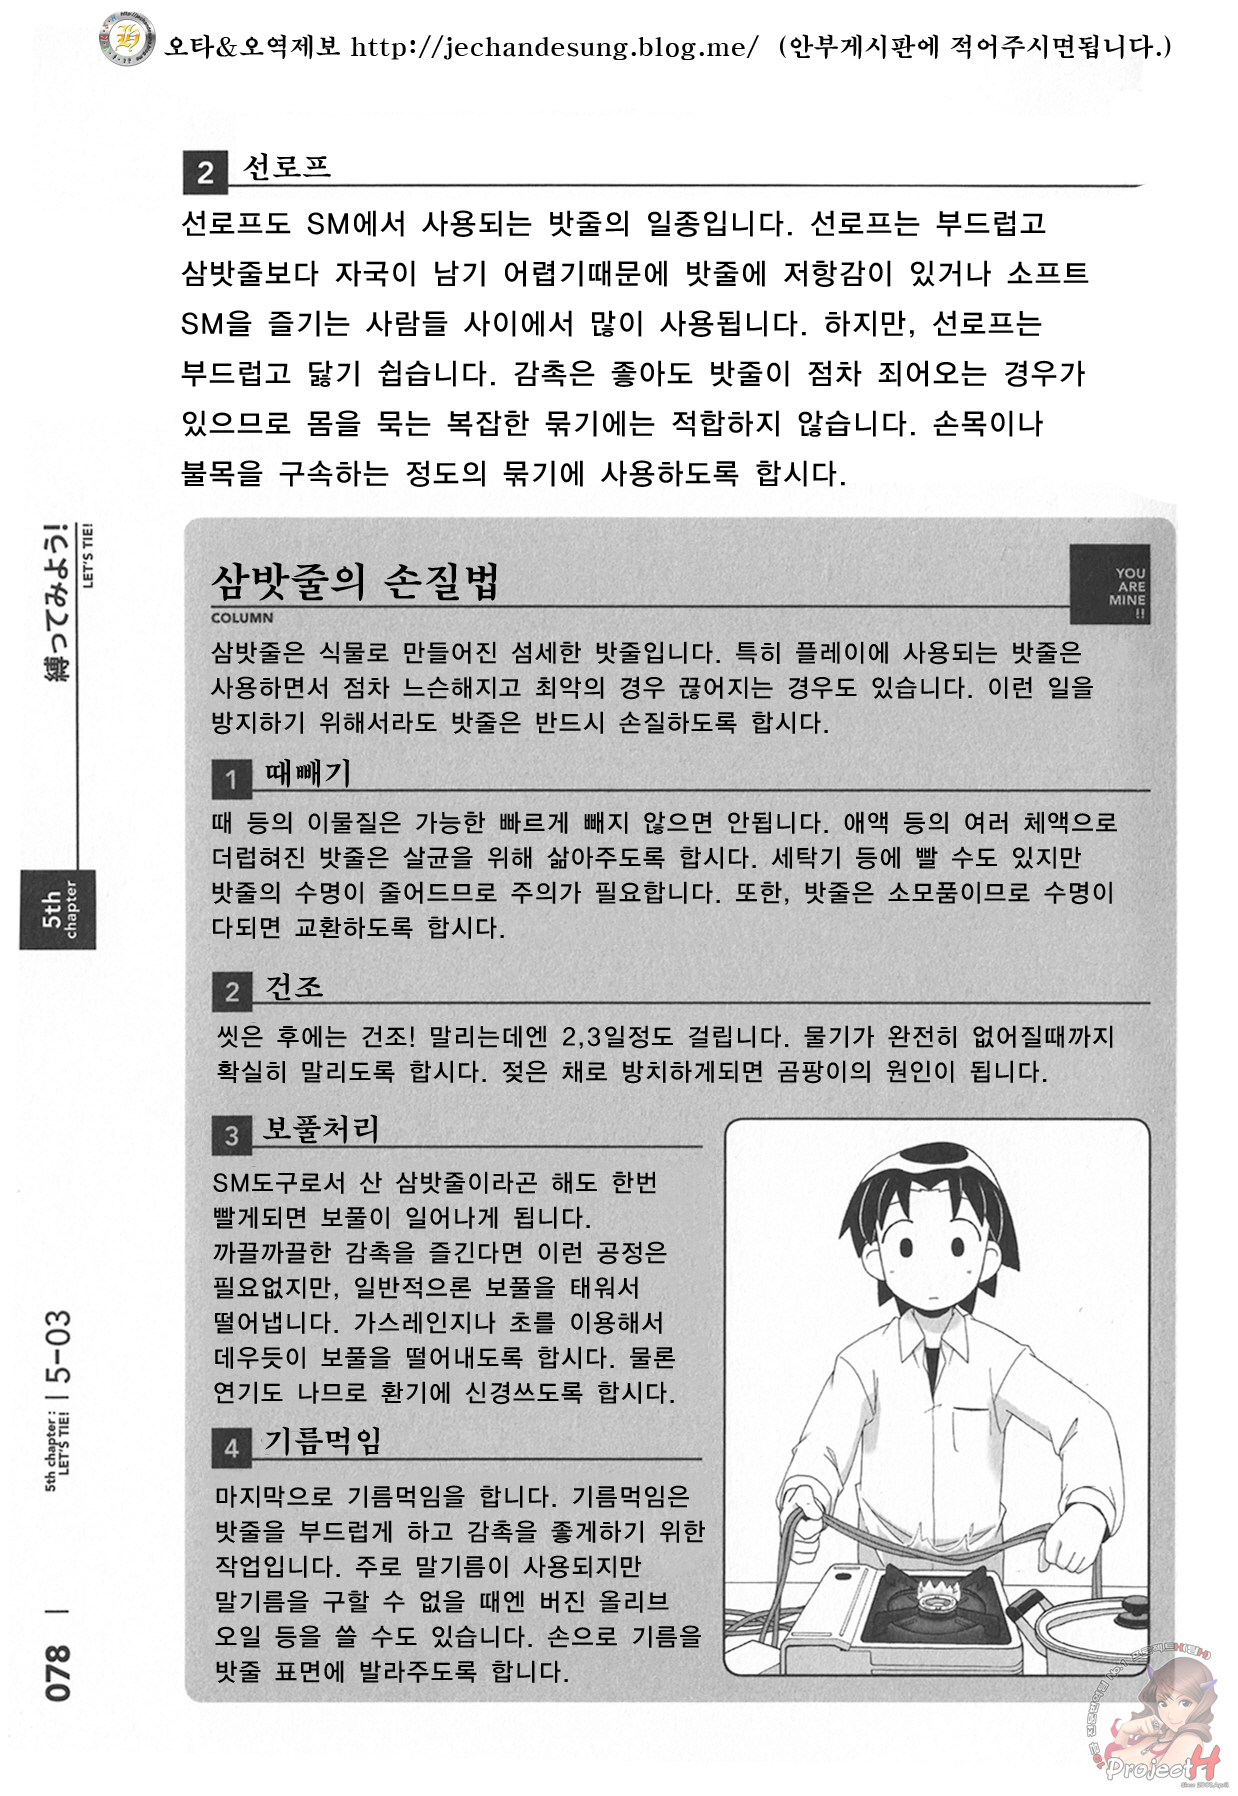 오타&오역제보 http://jechandesung.blog.me/ (안부게시판에 적어주시면됩니다.)
2 선로프
선로프도 SM에서 사용되는 밧줄의 일종입니다. 선로프는 부드럽고
삼밧줄보다 자국이 남기 어렵기때문에 밧줄에 저항감이 있거나 소프트
SM을 즐기는 사람들 사이에서 많이 사용됩니다. 하지만, 선로프는
부드럽고 닳기 쉽습니다. 감촉은 좋아도 밧줄이 점차 죄어오는 경우가
있으므로 몸을 묵는 복잡한 묶기에는 적합하지 않습니다. 손목이나
불목을 구속하는 정도의 묶기에 사용하도록 합시다.
삼밧줄의 손질법
COLUMN
YOU
ARE
MINE
!!
삼밧줄은 식물로 만들어진 섬세한 밧줄입니다. 특히 플레이에 사용되는 밧줄은
사용하면서 점차 느슨해지고 최악의 경우 끊어지는 경우도 있습니다. 이런 일을
방지하기 위해서라도 밧줄은 반드시 손질하도록 합시다.
1 때빼기
때 등의 이물질은 가능한 빠르게 빼지 않으면 안됩니다. 애액 등의 여러 체액으로
더럽혀진 밧줄은 살균을 위해 삶아주도록 합시다. 세탁기 등에 빨 수도 있지만
밧줄의 수명이 줄어드므로 주의가 필요합니다. 또한, 밧줄은 소모품이므로 수명이
다되면 교환하도록 합시다.
2 건조
씻은 후에는 건조! 말리는데엔 2,3일정도 걸립니다. 물기가 완전히 없어질때까지
확실히 말리도록 합시다. 젖은 채로 방치하게되면 곰팡이의 원인이 됩니다.
3 보풀처리
SM도구로서 산 삼밧줄이라곤 해도 한번
빨게되면 보풀이 일어나게 됩니다.
까끌까끌한 감촉을 즐긴다면 이런 공정은
필요없지만, 일반적으론 보풀을 태워서
떨어냅니다. 가스레인지나 초를 이용해서
데우듯이 보풀을 떨어내도록 합시다. 물론
연기도 나므로 환기에 신경쓰도록 합시다.
4 기름먹임
마지막으로 기름먹임을 합니다. 기름먹임은
밧줄을 부드럽게 하고 감촉을 좋게하기 위한
작업입니다. 주로 말기름이 사용되지만
말기름을 구할 수 없을 때엔 버진 올리브
오일 등을 쓸 수도 있습니다. 손으로 기름을
밧줄 표면에 발라주도록 합시다.
縛ってみよう!
LET'S TIE!
5th
chapter
5th chapter :
LET'S TIE!
5-03
078
ProjectH